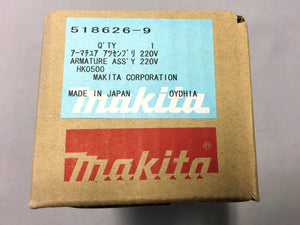 518626-9
Q'TY 1
アーマチュア アツセンブリ 220V
ARMATURE ASS'Y 220V
HK0500
MAKITA CORPORATION
MADE IN JAPAN OYDH1A
makita
makita®